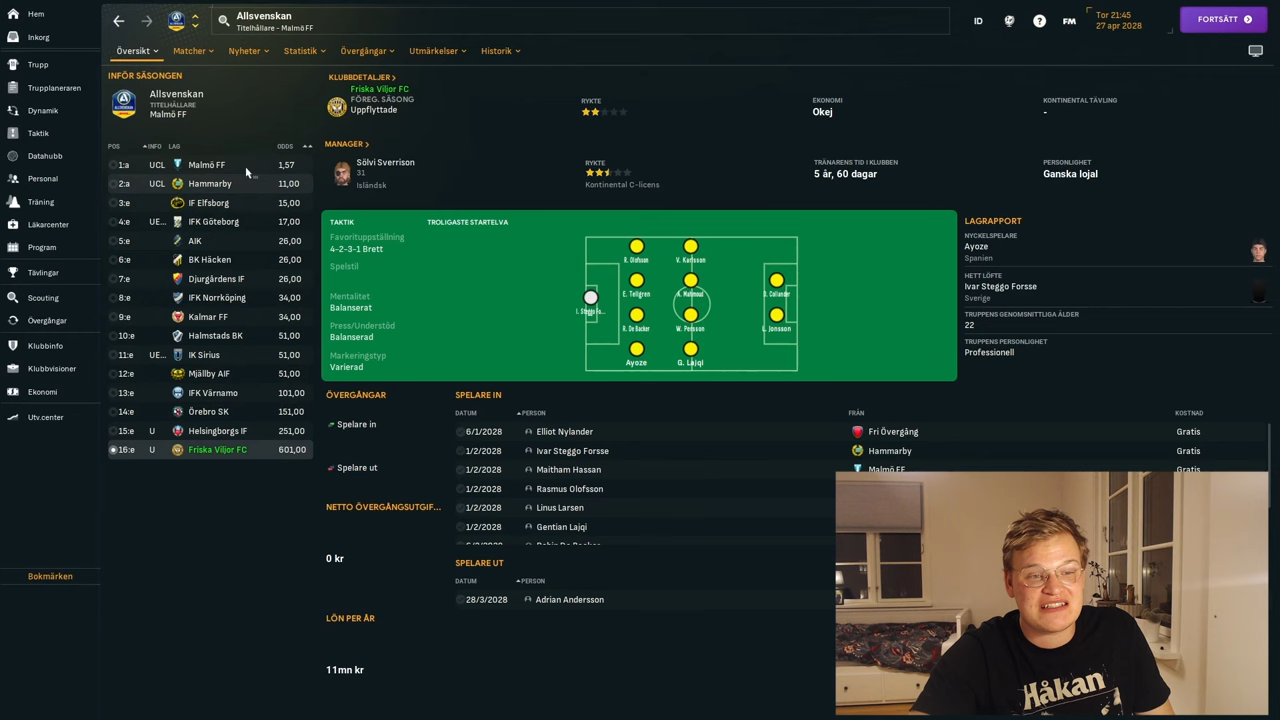 Hem
Inkorg
Trupp
Trupplaneraren
Dynamik
Taktik
Datahubb
Personal
Träning
Läkarcenter
Program
Tävlingar
Scouting
Övergångar
Klubbinfo
Klubbvisioner
Ekonomi
Utv.center
Bokmärken
Allsvenskan
Titelhållare - Malmö FF
ID
FM
Tor 21:45
27 apr 2028
FORTSÄTT
Översikt
Matcher
Nyheter
Statistik
Övergångar
Utmärkelser
Historik
INFÖR SÄSONGEN
Allsvenskan
TITELHÅLLARE
Malmö FF
POS INFO LAG ODDS
1:a UCL Malmö FF 1,57
2:a UCL Hammarby 11,00
3:e IF Elfsborg 15,00
4:e UE... IFK Göteborg 17,00
5:e AIK 26,00
6:e BK Häcken 26,00
7:e Djurgårdens IF 26,00
8:e IFK Norrköping 34,00
9:e Kalmar FF 34,00
10:e Halmstads BK 51,00
11:e UE... IK Sirius 51,00
12:e Mjällby AIF 51,00
13:e IFK Värnamo 101,00
14:e Örebro SK 151,00
15:e U Helsingborgs IF 251,00
16:e U Friska Viljor FC 601,00
KLUBBDETALJER >
Friska Viljor FC
FÖREG. SÄSONG
Uppflyttade
RYKTE
EKONOMI
Okej
KONTINENTAL TÄVLING
-
MANAGER >
Sölvi Sverrison
31
Isländsk
RYKTE
Kontinental C-licens
TRÄNARENS TID I KLUBBEN
5 år, 60 dagar
PERSONLIGHET
Ganska lojal
TAKTIK
Favorituppställning
4-2-3-1 Brett
Spelstil
Mentalitet
Balanserat
Press/Understöd
Balanserad
Markeringstyp
Varierad
TROLIGASTE STARTELVA
R. Olofsson
V. Karlsson
E. Tellgren
A. Mahmout
D. Colliander
I. Steggo Fo...
R. De Backer
W. Persson
L. Jonsson
Ayoze
G. Lajqi
LAGRAPPORT
NYCKELSPELARE
Ayoze
Spanien
HETT LÖFTE
Ivar Steggo Forsse
Sverige
TRUPPENS GENOMSNITTLIGA ÅLDER
22
TRUPPENS PERSONLIGHET
Professionell
ÖVERGÅNGAR
Spelare in
Spelare ut
NETTO ÖVERGÅNGSUTGIF...
0 kr
LÖN PER ÅR
11mn kr
SPELARE IN
DATUM PERSON FRÅN KOSTNAD
6/1/2028 Elliot Nylander Fri Övergång Gratis
1/2/2028 Ivar Steggo Forsse Hammarby Gratis
1/2/2028 Maitham Hassan Malmö FF Gratis
1/2/2028 Rasmus Olofsson
1/2/2028 Linus Larsen
1/2/2028 Gentian Lajqi
SPELARE UT
DATUM PERSON
28/3/2028 Adrian Andersson
Håkan